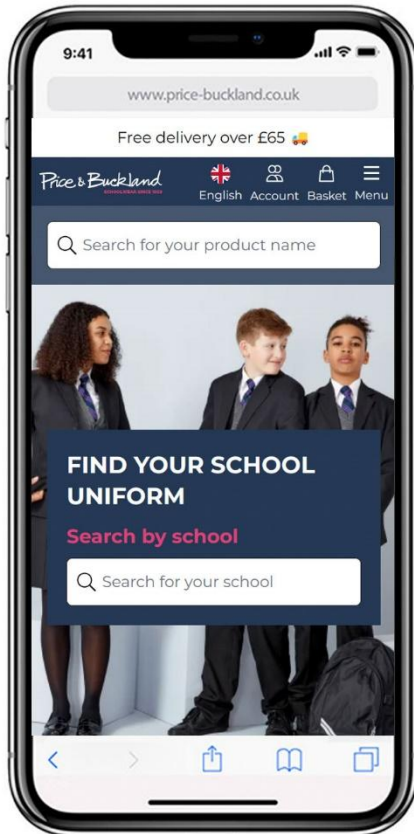 9:41
www.price-buckland.co.uk
Free delivery over £65
Price & Buckland
English Account Basket Menu
Search for your product name
FIND YOUR SCHOOL
UNIFORM
Search by school
Search for your school